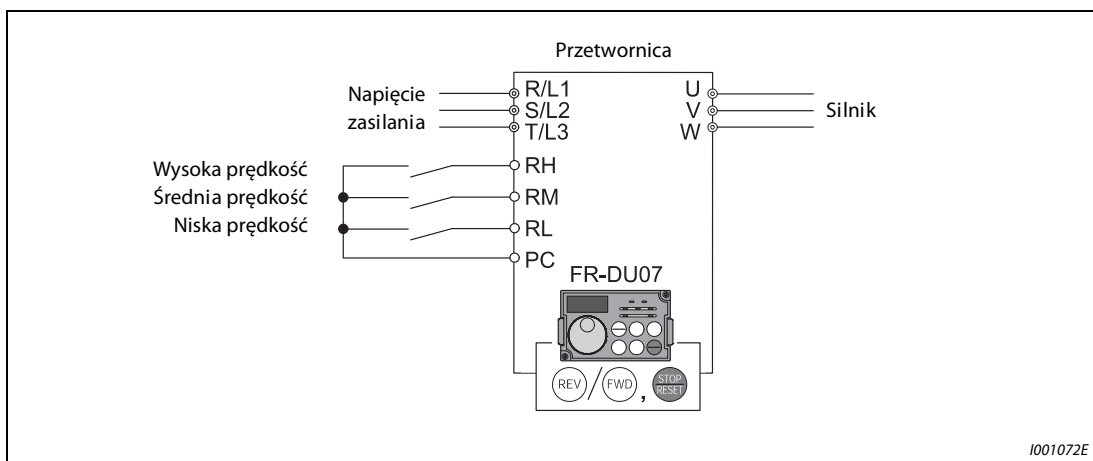 Przetwornica
Napięcie
zasilania
R/L1
S/L2
T/L3
U
V
W
Silnik
Wysoka prędkość
RH
Średnia prędkość
RM
Niska prędkość
RL
PC
FR-DU07
REV / FWD , STOP
RESET
I001072E